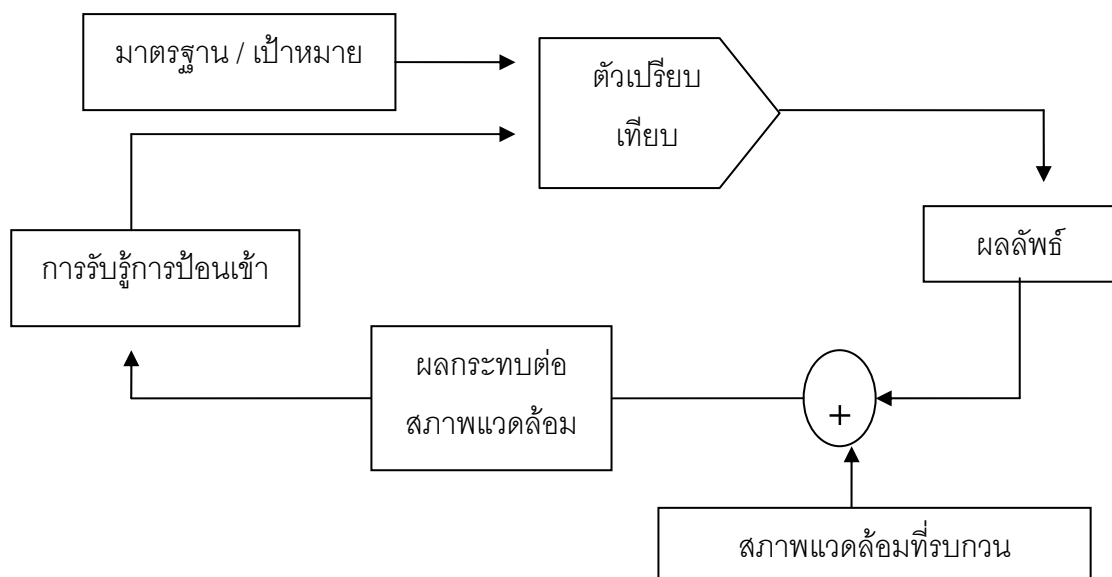 มาตรฐาน / เป้าหมาย
ตัวเปรียบ
เทียบ
ผลลัพธ์
การรับรู้การป้อนเข้า
ผลกระทบต่อ
สภาพแวดล้อม
+
สภาพแวดล้อมที่รบกวน